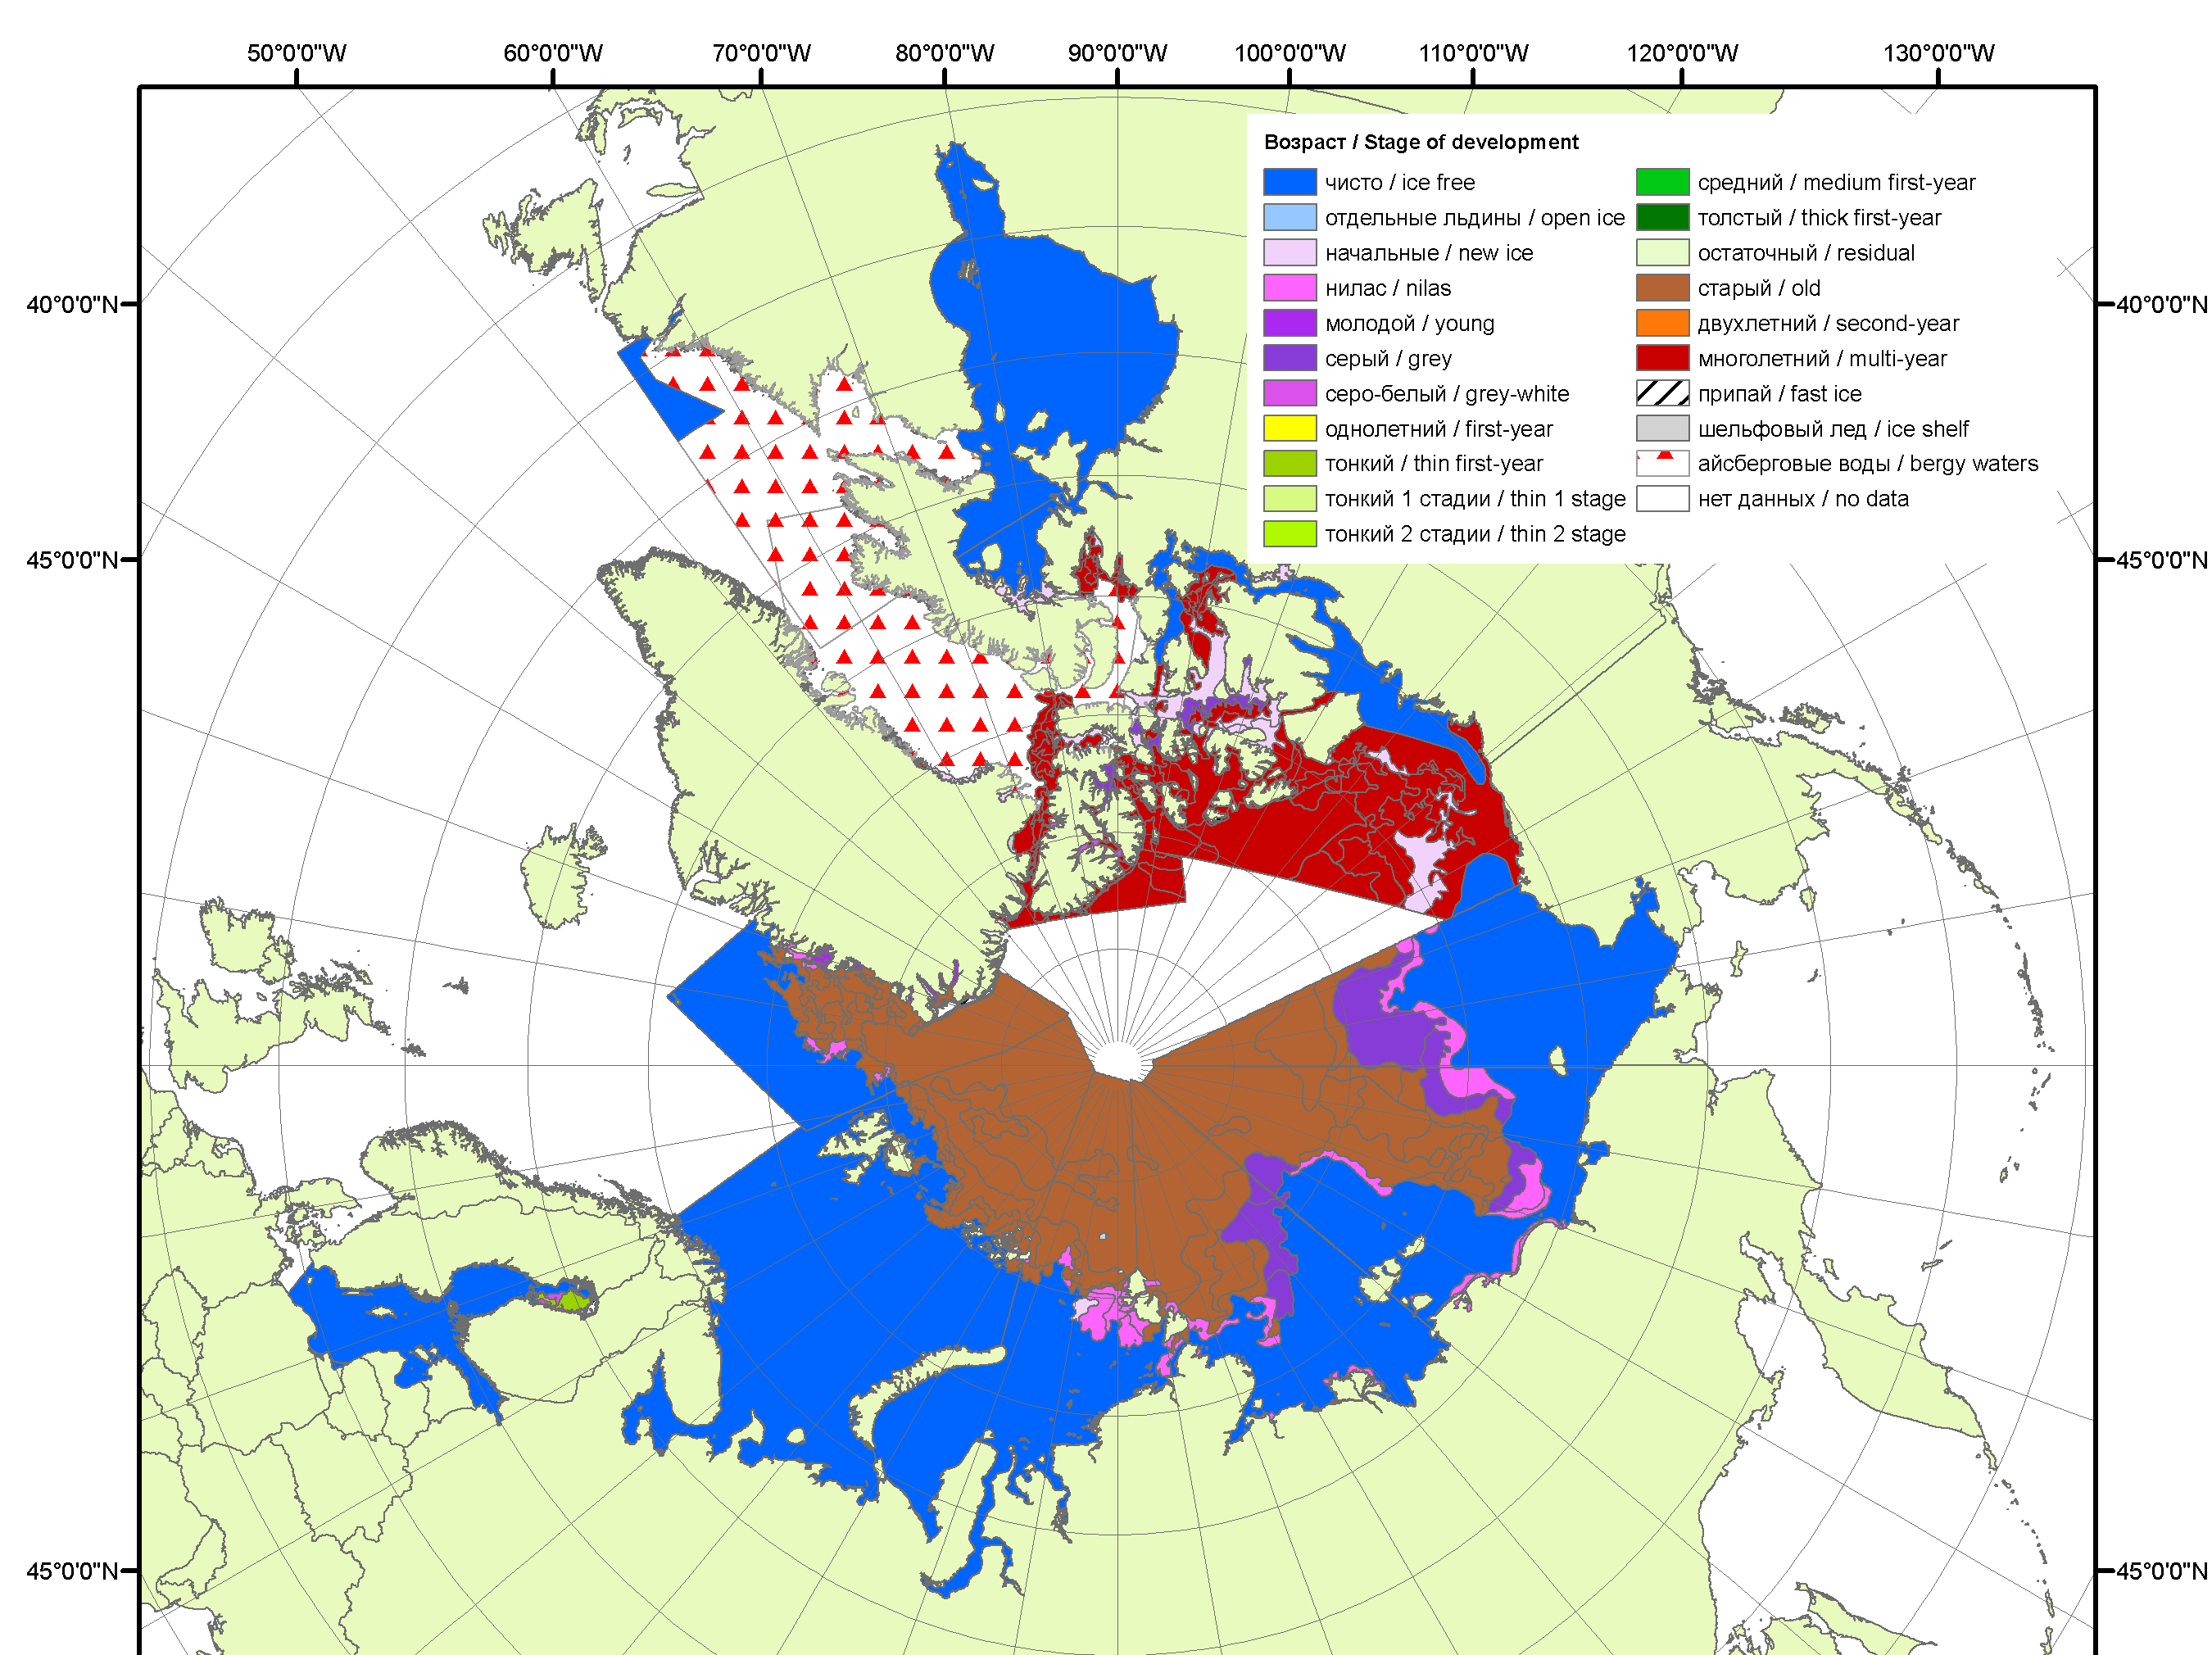 50°0'0"W 60°0'0"W 70°0'0"W 80°0'0"W 90°0'0"W 100°0'0"W 110°0'0"W 120°0'0"W 130°0'0"W
Возраст / Stage of development
чисто / ice free
отдельные льдины / open ice
начальные / new ice
нилас / nilas
молодой / young
серый / grey
серо-белый / grey-white
однолетний / first-year
тонкий / thin first-year
тонкий 1 стадии / thin 1 stage
тонкий 2 стадии / thin 2 stage
средний / medium first-year
толстый / thick first-year
остаточный / residual
старый / old
двухлетний / second-year
многолетний / multi-year
припай / fast ice
шельфовый лед / ice shelf
айсберговые воды / bergy waters
нет данных / no data
40°0'0"N 40°0'0"N
45°0'0"N 45°0'0"N
45°0'0"N 45°0'0"N